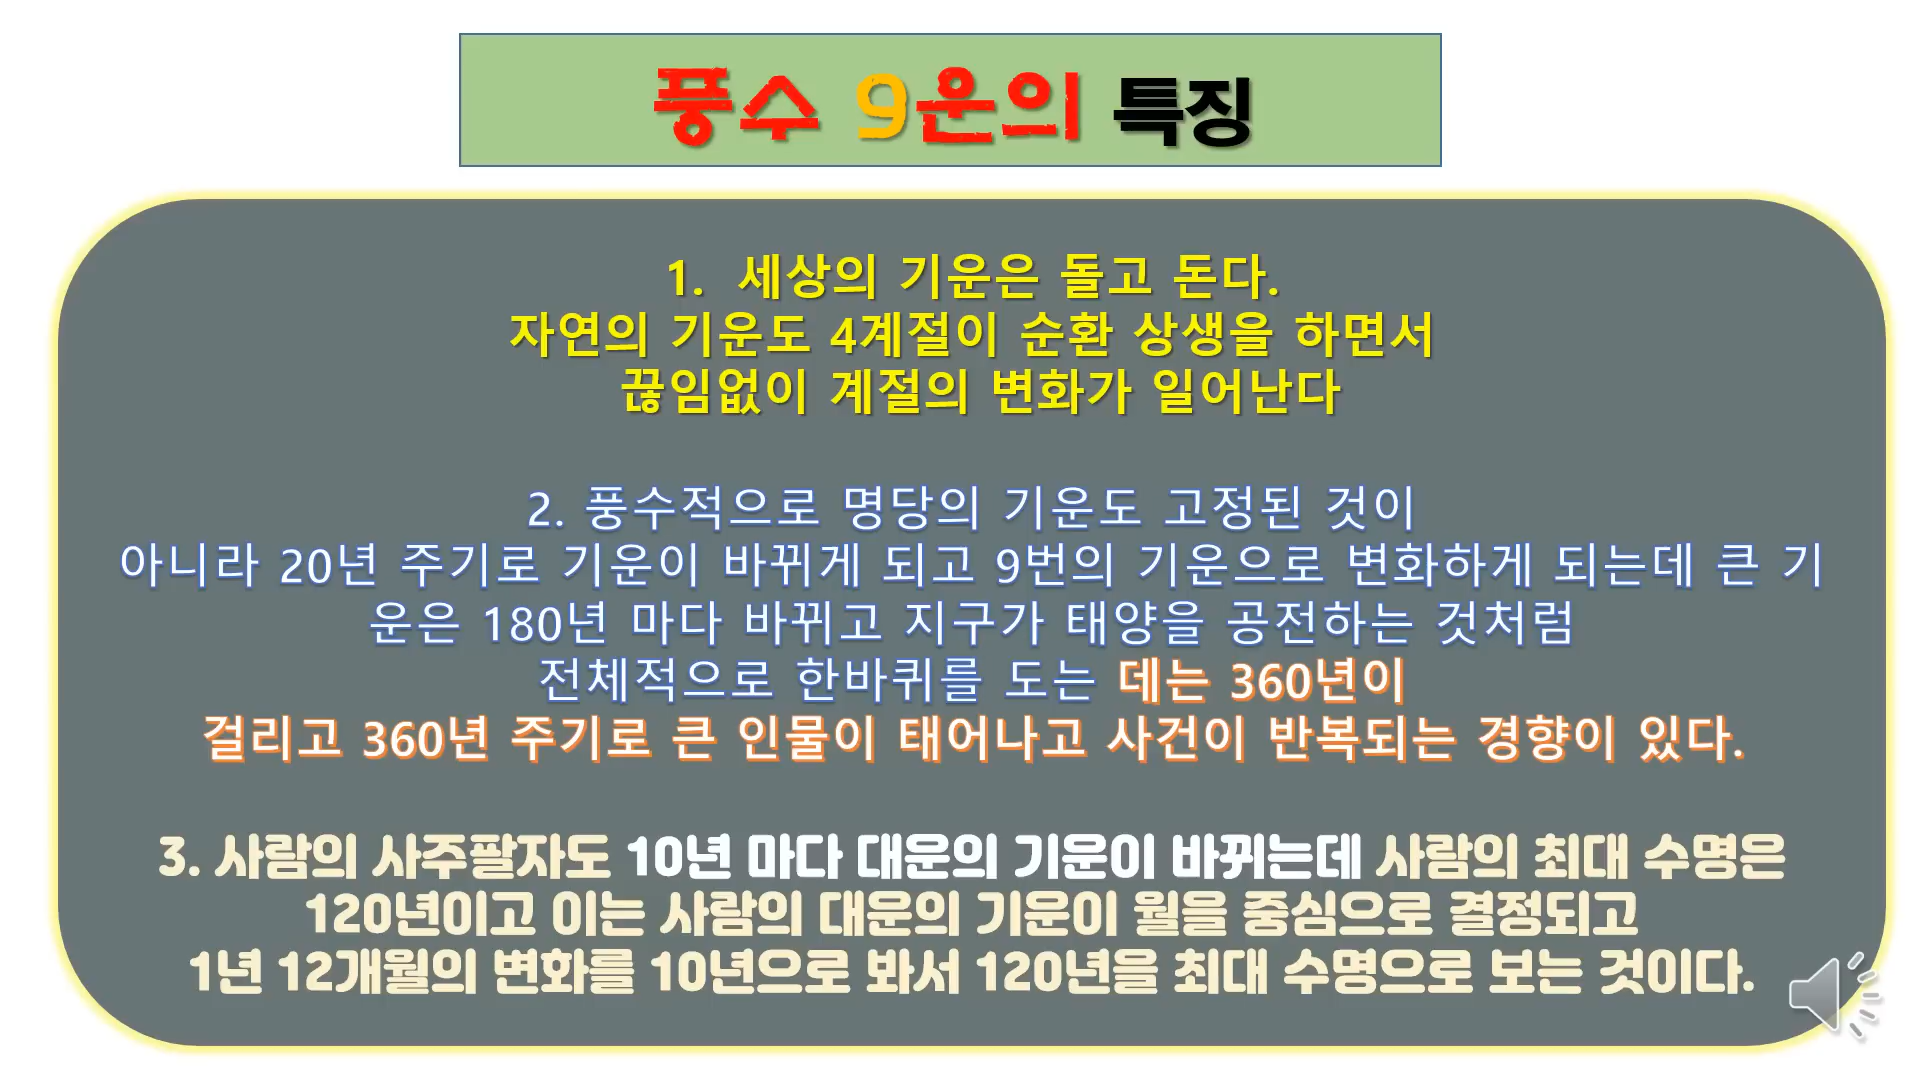 풍수 9운의 특징
1. 세상의 기운은 돌고 돈다.
자연의 기운도 4계절이 순환 상생을 하면서
끊임없이 계절의 변화가 일어난다
2. 풍수적으로 명당의 기운도 고정된 것이
아니라 20년 주기로 기운이 바뀌게 되고 9번의 기운으로 변화하게 되는데 큰 기
운은 180년 마다 바뀌고 지구가 태양을 공전하는 것처럼
전체적으로 한바퀴를 도는 데는 360년이
걸리고 360년 주기로 큰 인물이 태어나고 사건이 반복되는 경향이 있다.
3. 사람의 사주팔자도 10년 마다 대운의 기운이 바뀌는데 사람의 최대 수명은
120년이고 이는 사람의 대운의 기운이 월을 중심으로 결정되고
1년 12개월의 변화를 10년으로 봐서 120년을 최대 수명으로 보는 것이다.